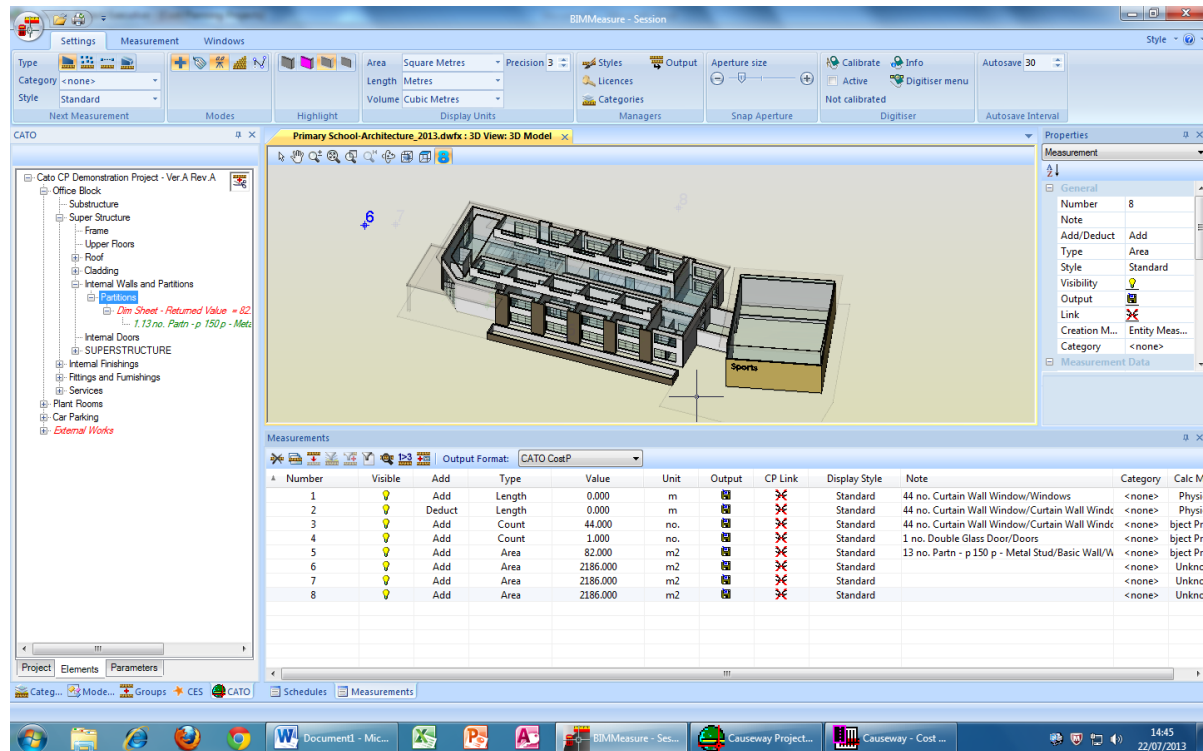 BIMMeasure - Session
Settings Measurement Windows Style
Type Area Square Metres Precision 3 Styles Output Aperture size Calibrate Info Autosave 30
Category <none> Length Metres Licences Active Digitiser menu
Style Standard Volume Cubic Metres Categories Not calibrated
Next Measurement Modes Highlight Display Units Managers Snap Aperture Digitiser Autosave Interval
CATO
Primary School-Architecture_2013.dwfx : 3D View: 3D Model
Cato CP Demonstration Project - Ver.A Rev.A
Office Block
Substructure
Super Structure
Frame
Upper Floors
Roof
Cladding
Internal Walls and Partitions
Partitions
Dim Sheet - Returned Value = 82.
1.13 no. Partn - p 150 p - Meta
Internal Doors
SUPERSTRUCTURE
Internal Finishings
Fittings and Furnishings
Services
Plant Rooms
Car Parking
External Works
Project Elements Parameters
Categ... Mode... Groups CES CATO
6
7
8
Sports
Properties
Measurement
General
Number 8
Note
Add/Deduct Add
Type Area
Style Standard
Visibility
Output
Link
Creation M... Entity Meas...
Category <none>
Measurement Data
Measurements
1>3 Output Format: CATO CostP
Number Visible Add Type Value Unit Output CP Link Display Style Note Category Calc M
1 Add Length 0.000 m Standard 44 no. Curtain Wall Window/Windows <none> Physi
2 Deduct Length 0.000 m Standard 44 no. Curtain Wall Window/Curtain Wall Windc <none> Physi
3 Add Count 44.000 no. Standard 44 no. Curtain Wall Window/Curtain Wall Windc <none> bject Pr
4 Add Count 1.000 no. Standard 1 no. Double Glass Door/Doors <none> bject Pr
5 Add Area 82.000 m2 Standard 13 no. Partn - p 150 p - Metal Stud/Basic Wall/W <none> bject Pr
6 Add Area 2186.000 m2 Standard <none> Unkno
7 Add Area 2186.000 m2 Standard <none> Unkno
8 Add Area 2186.000 m2 Standard <none> Unkno
Schedules Measurements
Document1 - Mic... BIMMeasure - Ses... Causeway Project... Causeway - Cost ... 14:45
22/07/2013